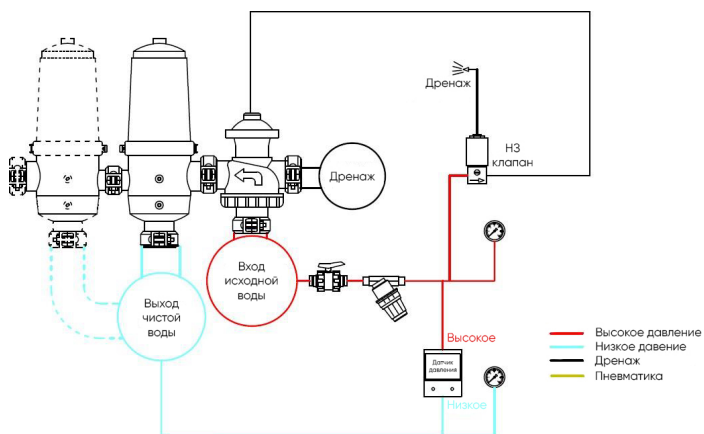 Дренаж
НЗ
клапан
Дренаж
Вход
исходной
воды
Выход
чистой
воды
Высокое
Датчик
давления
Низкое
Высокое давление
Низкое давение
Дренаж
Пневматика